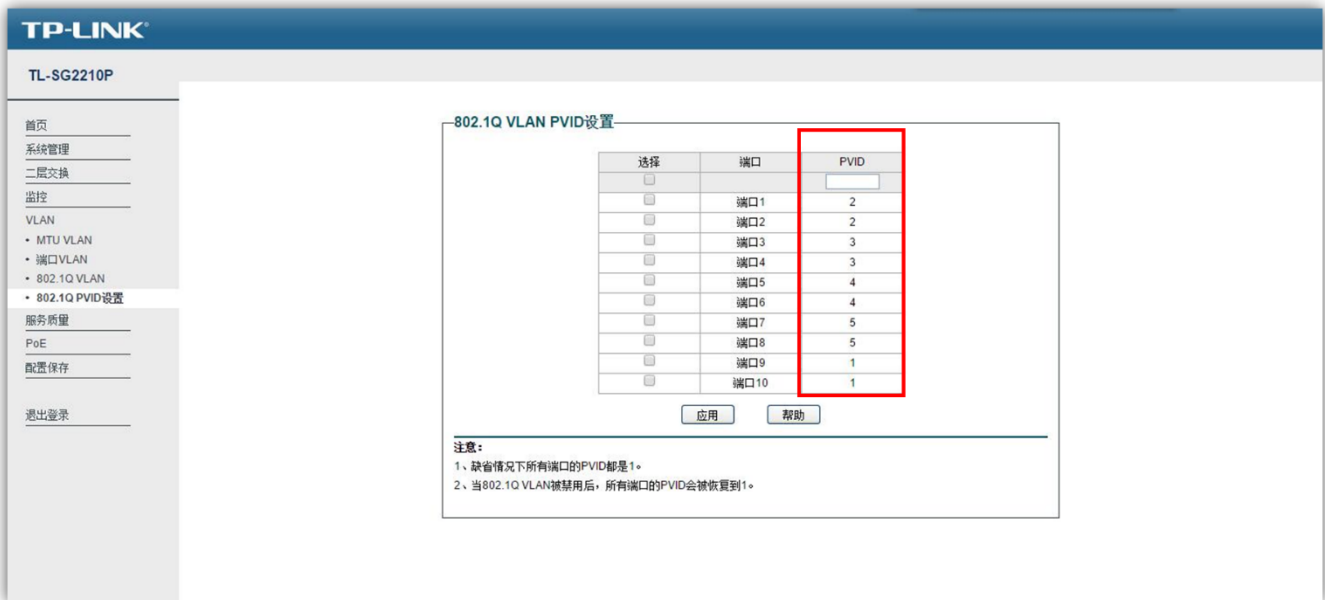 TP-LINK®
TL-SG2210P
首页
系统管理
二层交换
监控
VLAN
• MTU VLAN
• 端口VLAN
• 802.1Q VLAN
• 802.1Q PVID设置
服务质量
PoE
配置保存
退出登录
802.1Q VLAN PVID设置
选择 端口 PVID
端口1 2
端口2 2
端口3 3
端口4 3
端口5 4
端口6 4
端口7 5
端口8 5
端口9 1
端口10 1
应用 帮助
注意：
1、缺省情况下所有端口的PVID都是1。
2、当802.1Q VLAN被禁用后，所有端口的PVID会被恢复到1。